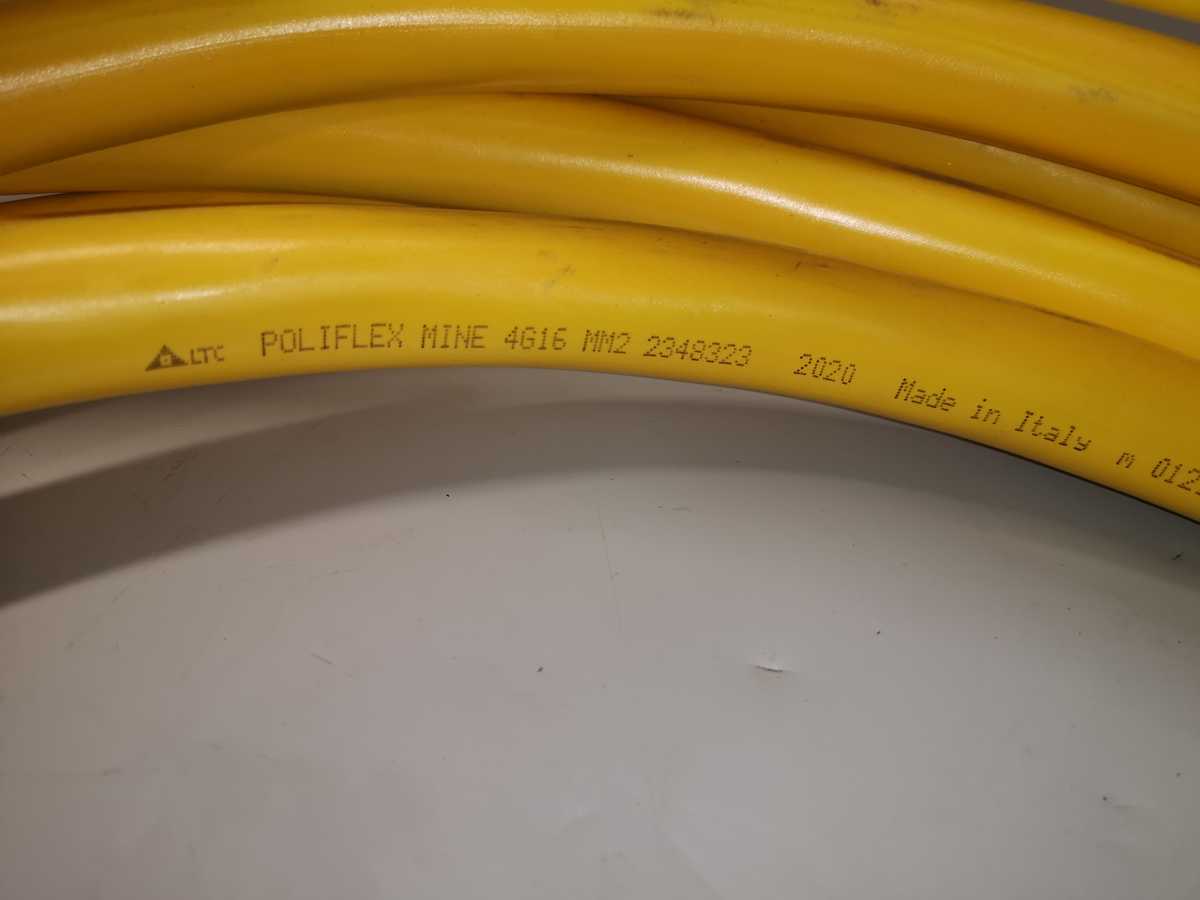 LTC POLIFLEX MINE 4G16 MM2 2348323 2020 Made in Italy m